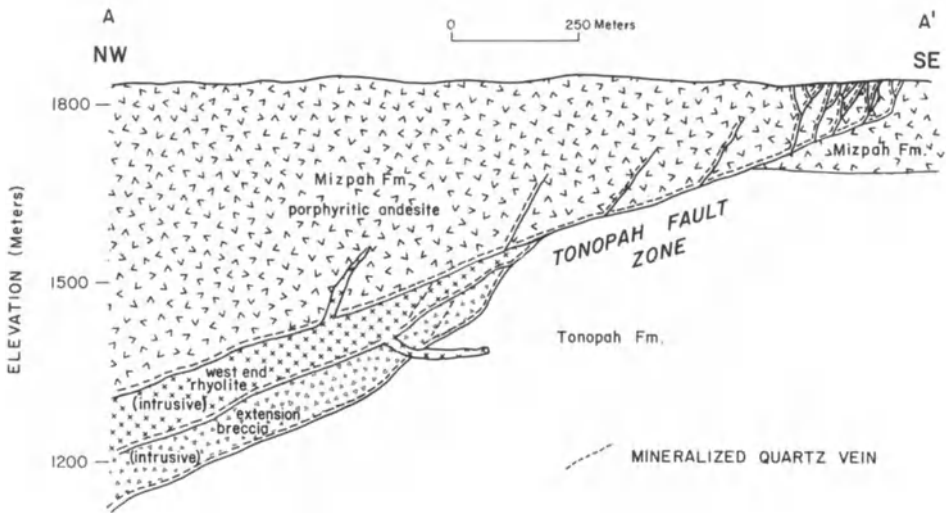 A
0 250 Meters
A'
NW
SE
1800
Mizpah Fm.
Mizpah Fm.
porphyritic andesite
TONOPAH FAULT
ZONE
ELEVATION (Meters)
1500
Tonopah Fm.
west end
rhyolite
(intrusive)
extension
breccia
(intrusive)
1200
MINERALIZED QUARTZ VEIN